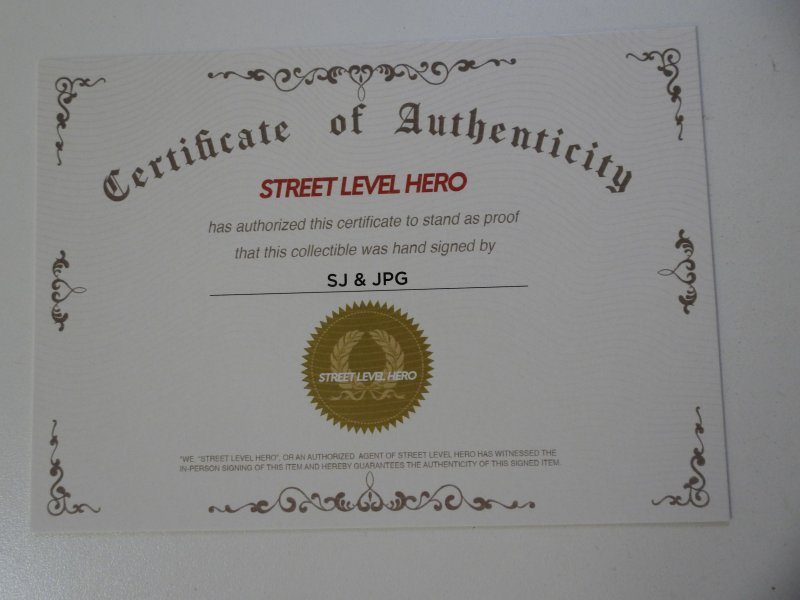 Certificate of Authenticity
STREET LEVEL HERO
has authorized this certificate to stand as proof
that this collectible was hand signed by
SJ & JPG
STREET LEVEL HERO
"WE, "STREET LEVEL HERO", OR AN AUTHORIZED AGENT OF STREET LEVEL HERO HAS WITNESSED THE
IN-PERSON SIGNING OF THIS ITEM AND HEREBY GUARANTEES THE AUTHENTICITY OF THIS SIGNED ITEM.